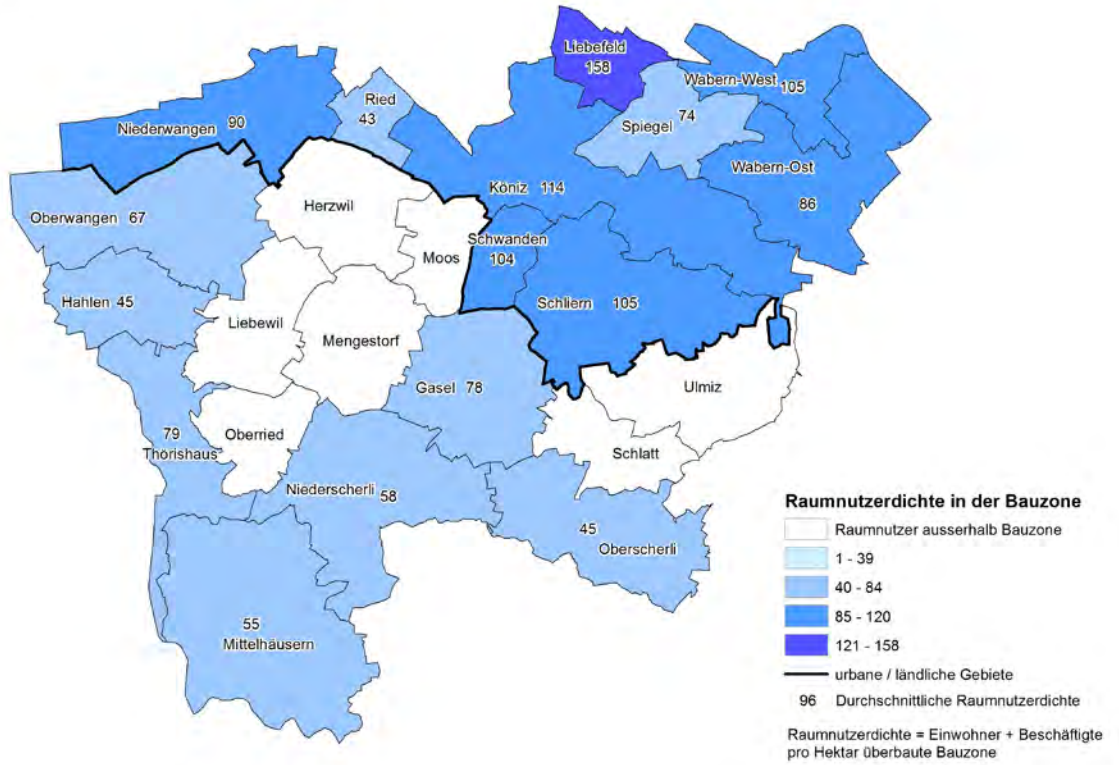 Liebefeld
158
Wabern-West 105
Ried
43
74
Spiegel
Niederwangen 90
Wabern-Ost
86
Köniz 114
Herzwil
Oberwangen 67
Schwanden
104
Moos
Hahlen 45
Schliern 105
Liebewil
Mengestorf
Gasel 78
Ulmiz
79
Thörishaus
Oberried
Schlatt
Niederscherli 58
45
Oberscherli
55
Mittelhäusern
Raumnutzerdichte in der Bauzone
Raumnutzer ausserhalb Bauzone
1 - 39
40 - 84
85 - 120
121 - 158
urbane / ländliche Gebiete
96 Durchschnittliche Raumnutzerdichte
Raumnutzerdichte = Einwohner + Beschäftigte
pro Hektar überbaute Bauzone